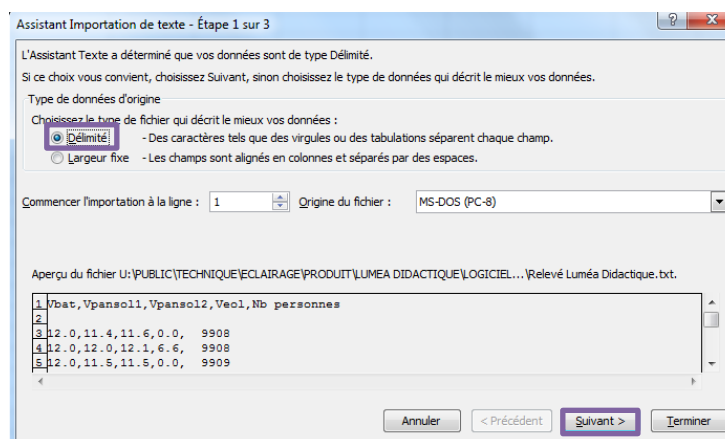 Assistant Importation de texte - Étape 1 sur 3
L'Assistant Texte a déterminé que vos données sont de type Délimité.
Si ce choix vous convient, choisissez Suivant, sinon choisissez le type de données qui décrit le mieux vos données.
Type de données d'origine
Choisissez le type de fichier qui décrit le mieux vos données :
Délimité - Des caractères tels que des virgules ou des tabulations séparent chaque champ.
Largeur fixe - Les champs sont alignés en colonnes et séparés par des espaces.
Commencer l'importation à la ligne : 1 Origine du fichier : MS-DOS (PC-8)
Aperçu du fichier U:\PUBLIC\TECHNIQUE\ECLAIRAGE\PRODUIT\LUMEA DIDACTIQUE\LOGICIEL...\Relevé Luméa Didactique.txt.
1 Vbat,Vpansol1,Vpansol2,Veol,Nb personnes
2
3 12.0,11.4,11.6,0.0, 9908
4 12.0,12.0,12.1,6.6, 9908
5 12.0,11.5,11.5,0.0, 9909
Annuler < Précédent Suivant > Terminer